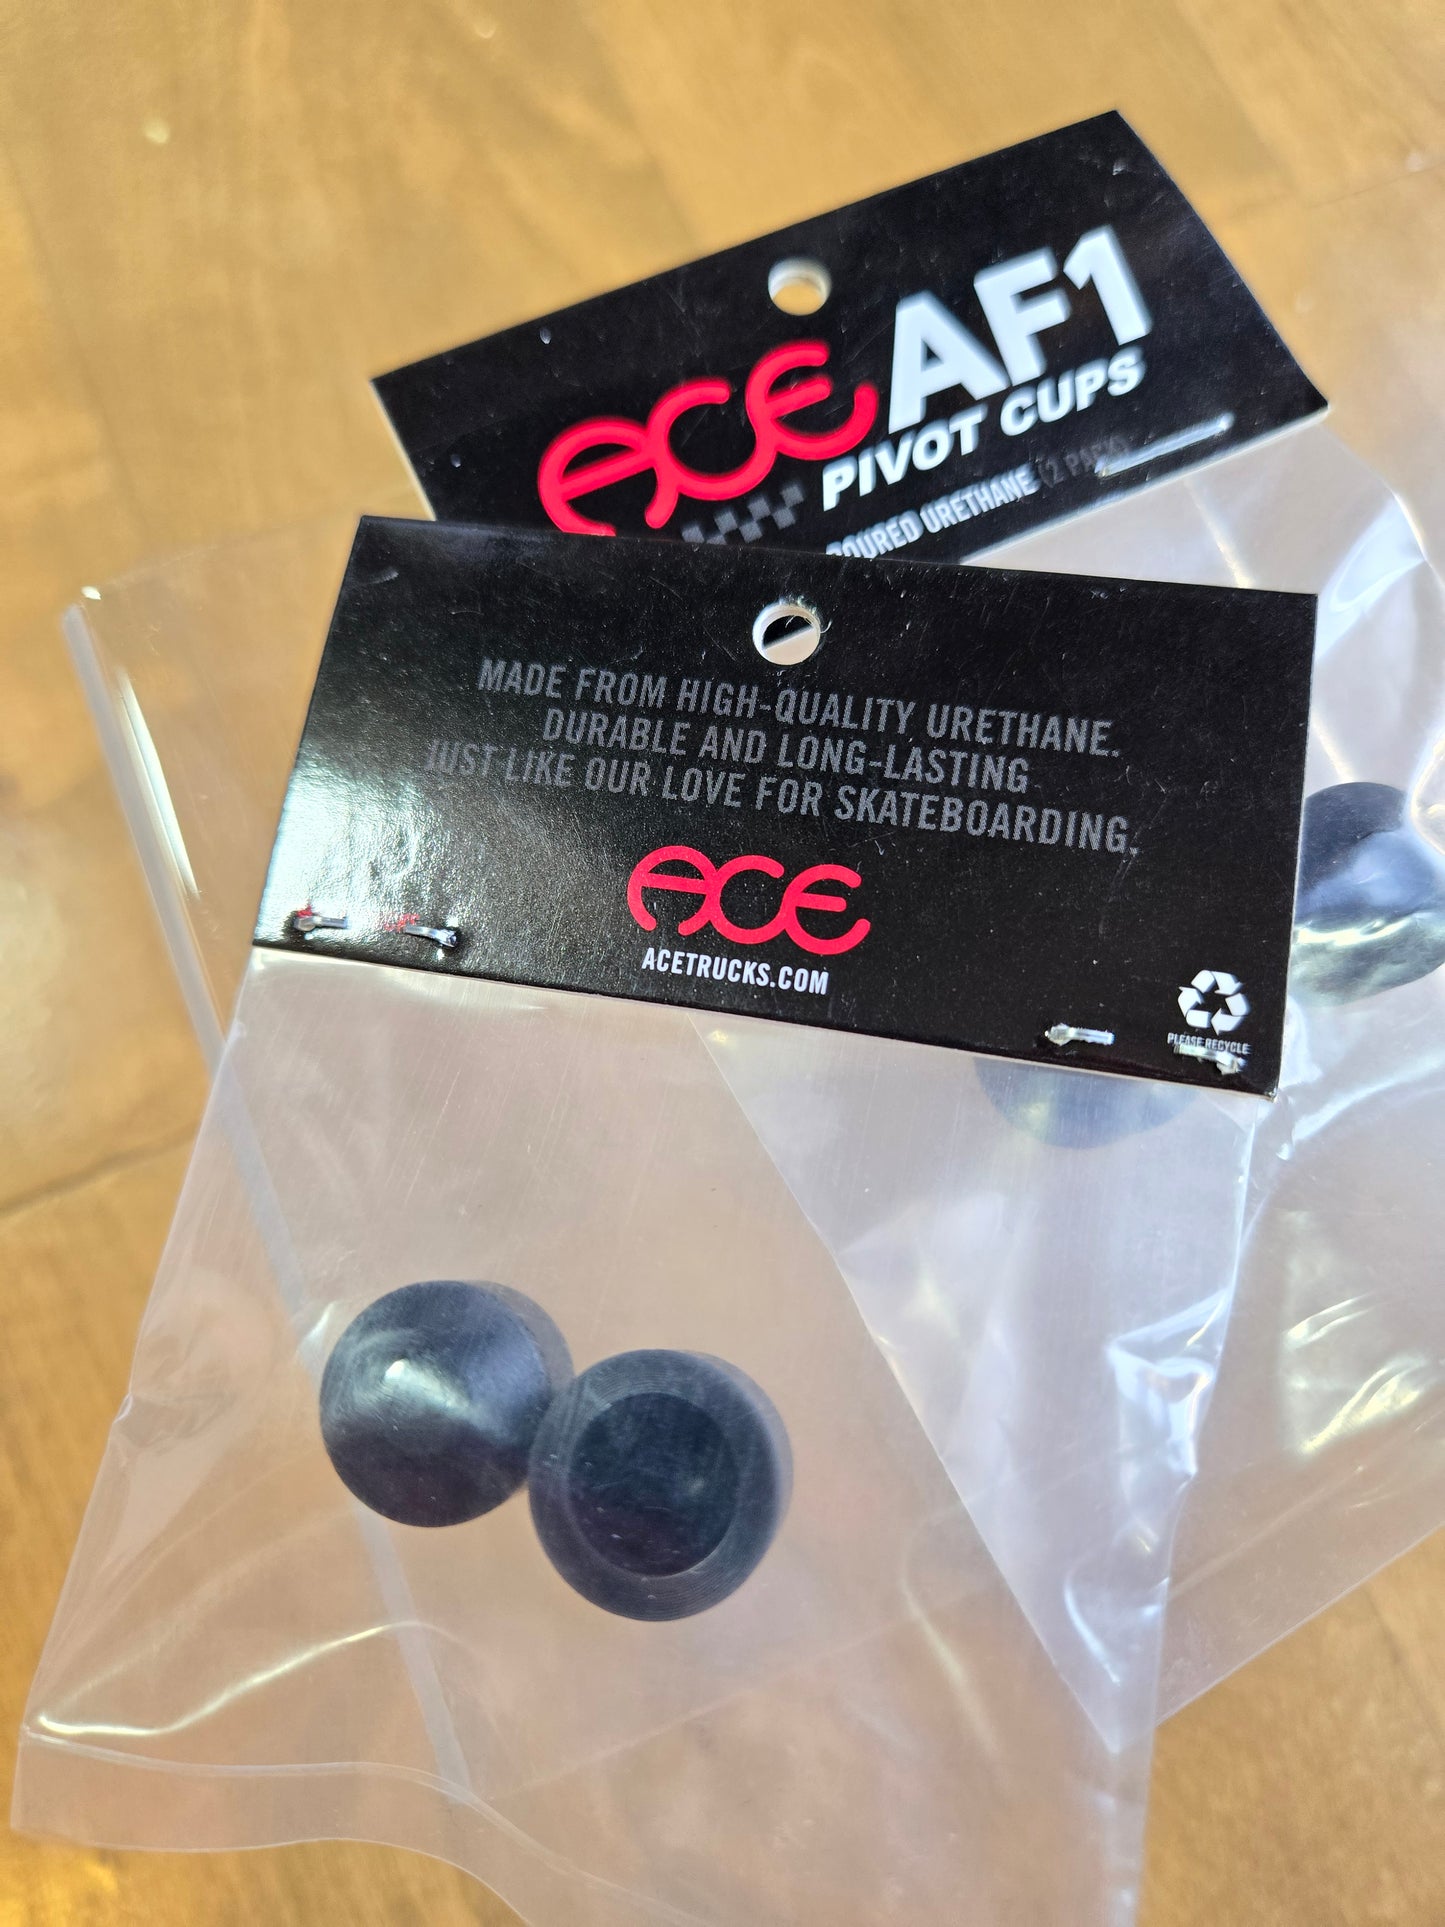 ACE AF1
PIVOT CUPS
POURED URETHANE (2 PACK)
MADE FROM HIGH-QUALITY URETHANE.
DURABLE AND LONG-LASTING
JUST LIKE OUR LOVE FOR SKATEBOARDING.
ACE
ACETRUCKS.COM
PLEASE RECYCLE